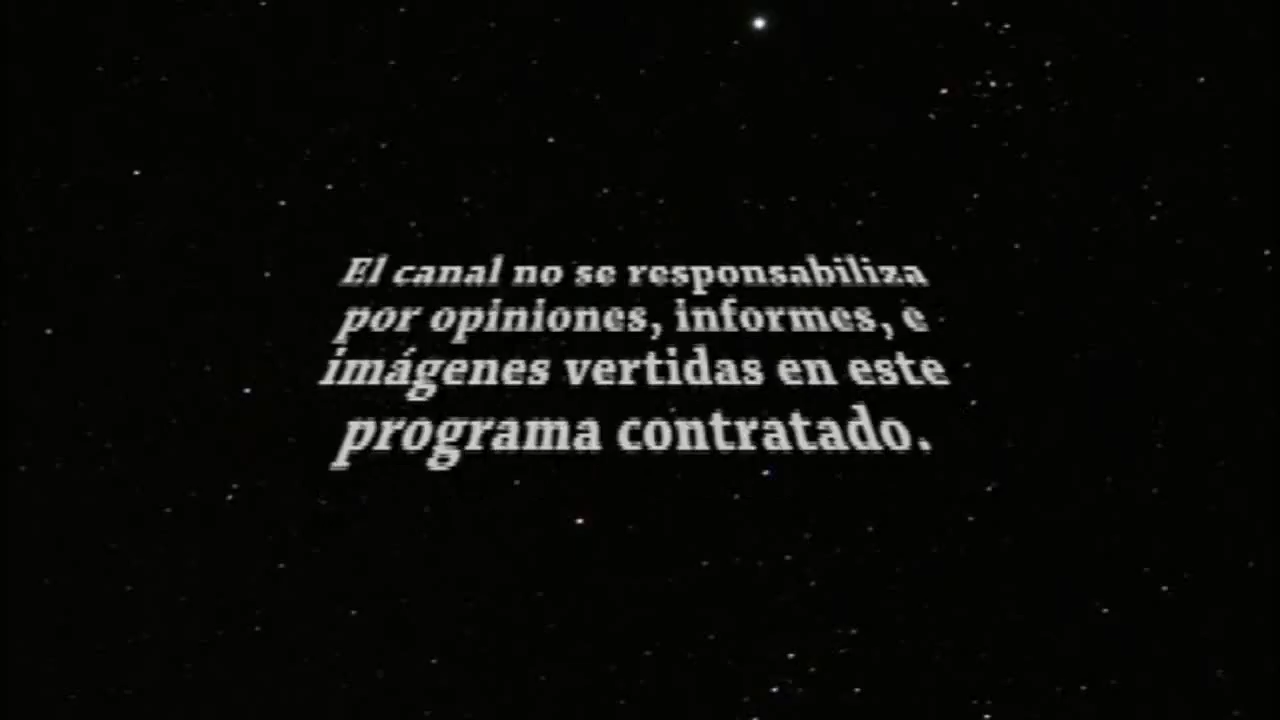 El canal no se responsabiliza
por opiniones, informes, e
imágenes vertidas en este
programa contratado.